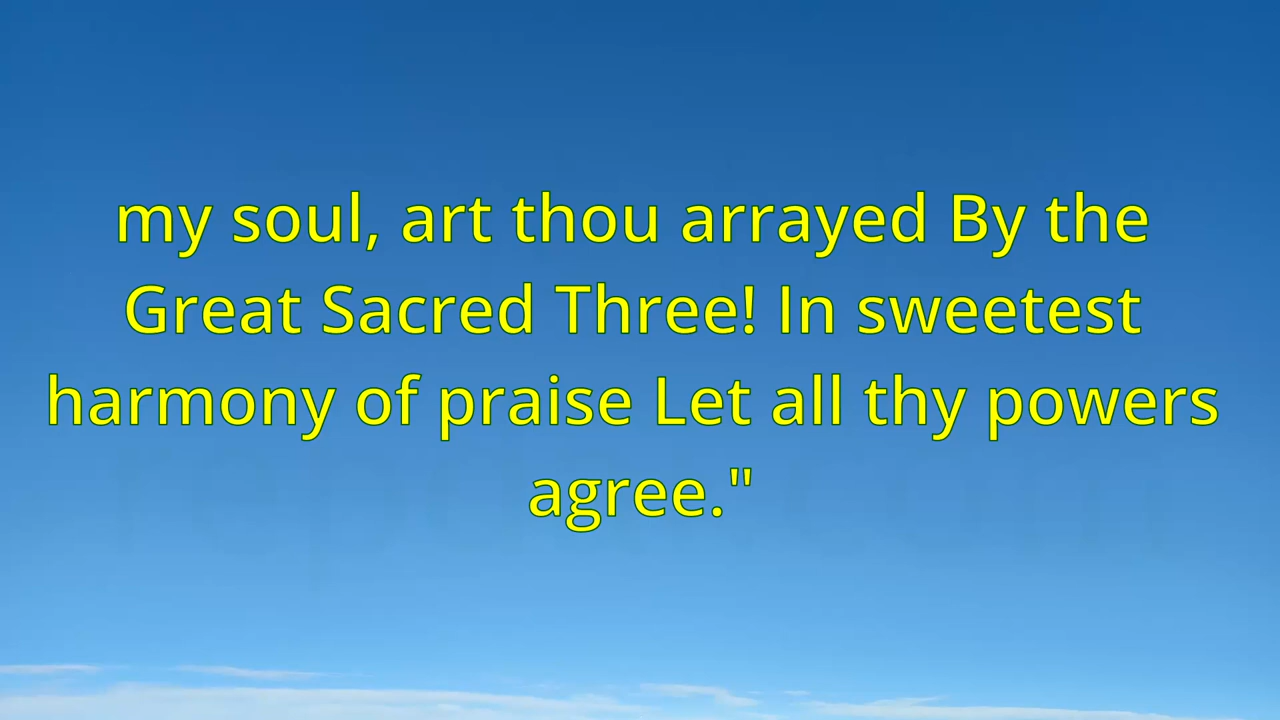 my soul, art thou arrayed By the
Great Sacred Three! In sweetest
harmony of praise Let all thy powers
agree."